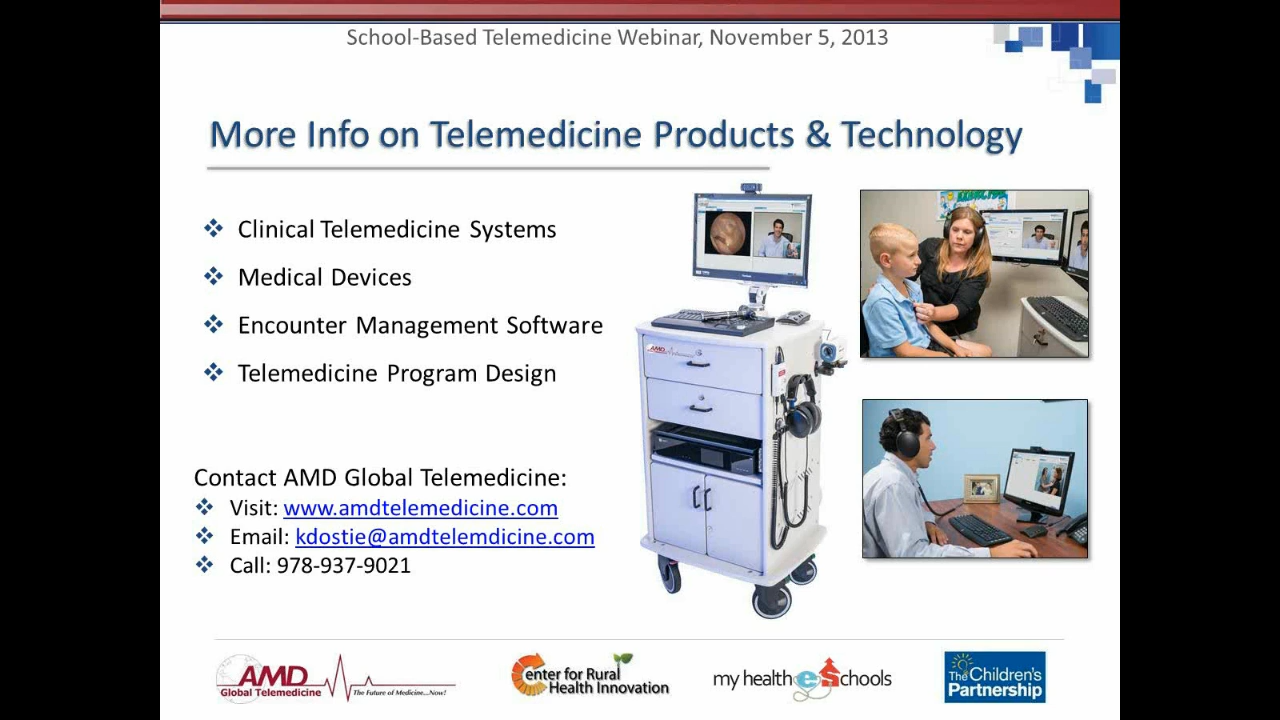 School-Based Telemedicine Webinar, November 5, 2013
More Info on Telemedicine Products & Technology
Clinical Telemedicine Systems
Medical Devices
Encounter Management Software
Telemedicine Program Design
AMD
Contact AMD Global Telemedicine:
Visit: www.amdtelemedicine.com
Email: kdostie@amdtelemdicine.com
Call: 978-937-9021
AMD
Global Telemedicine
The Future of Medicine...Now!
Center for Rural
Health Innovation
my health e Schools
The Children's
Partnership